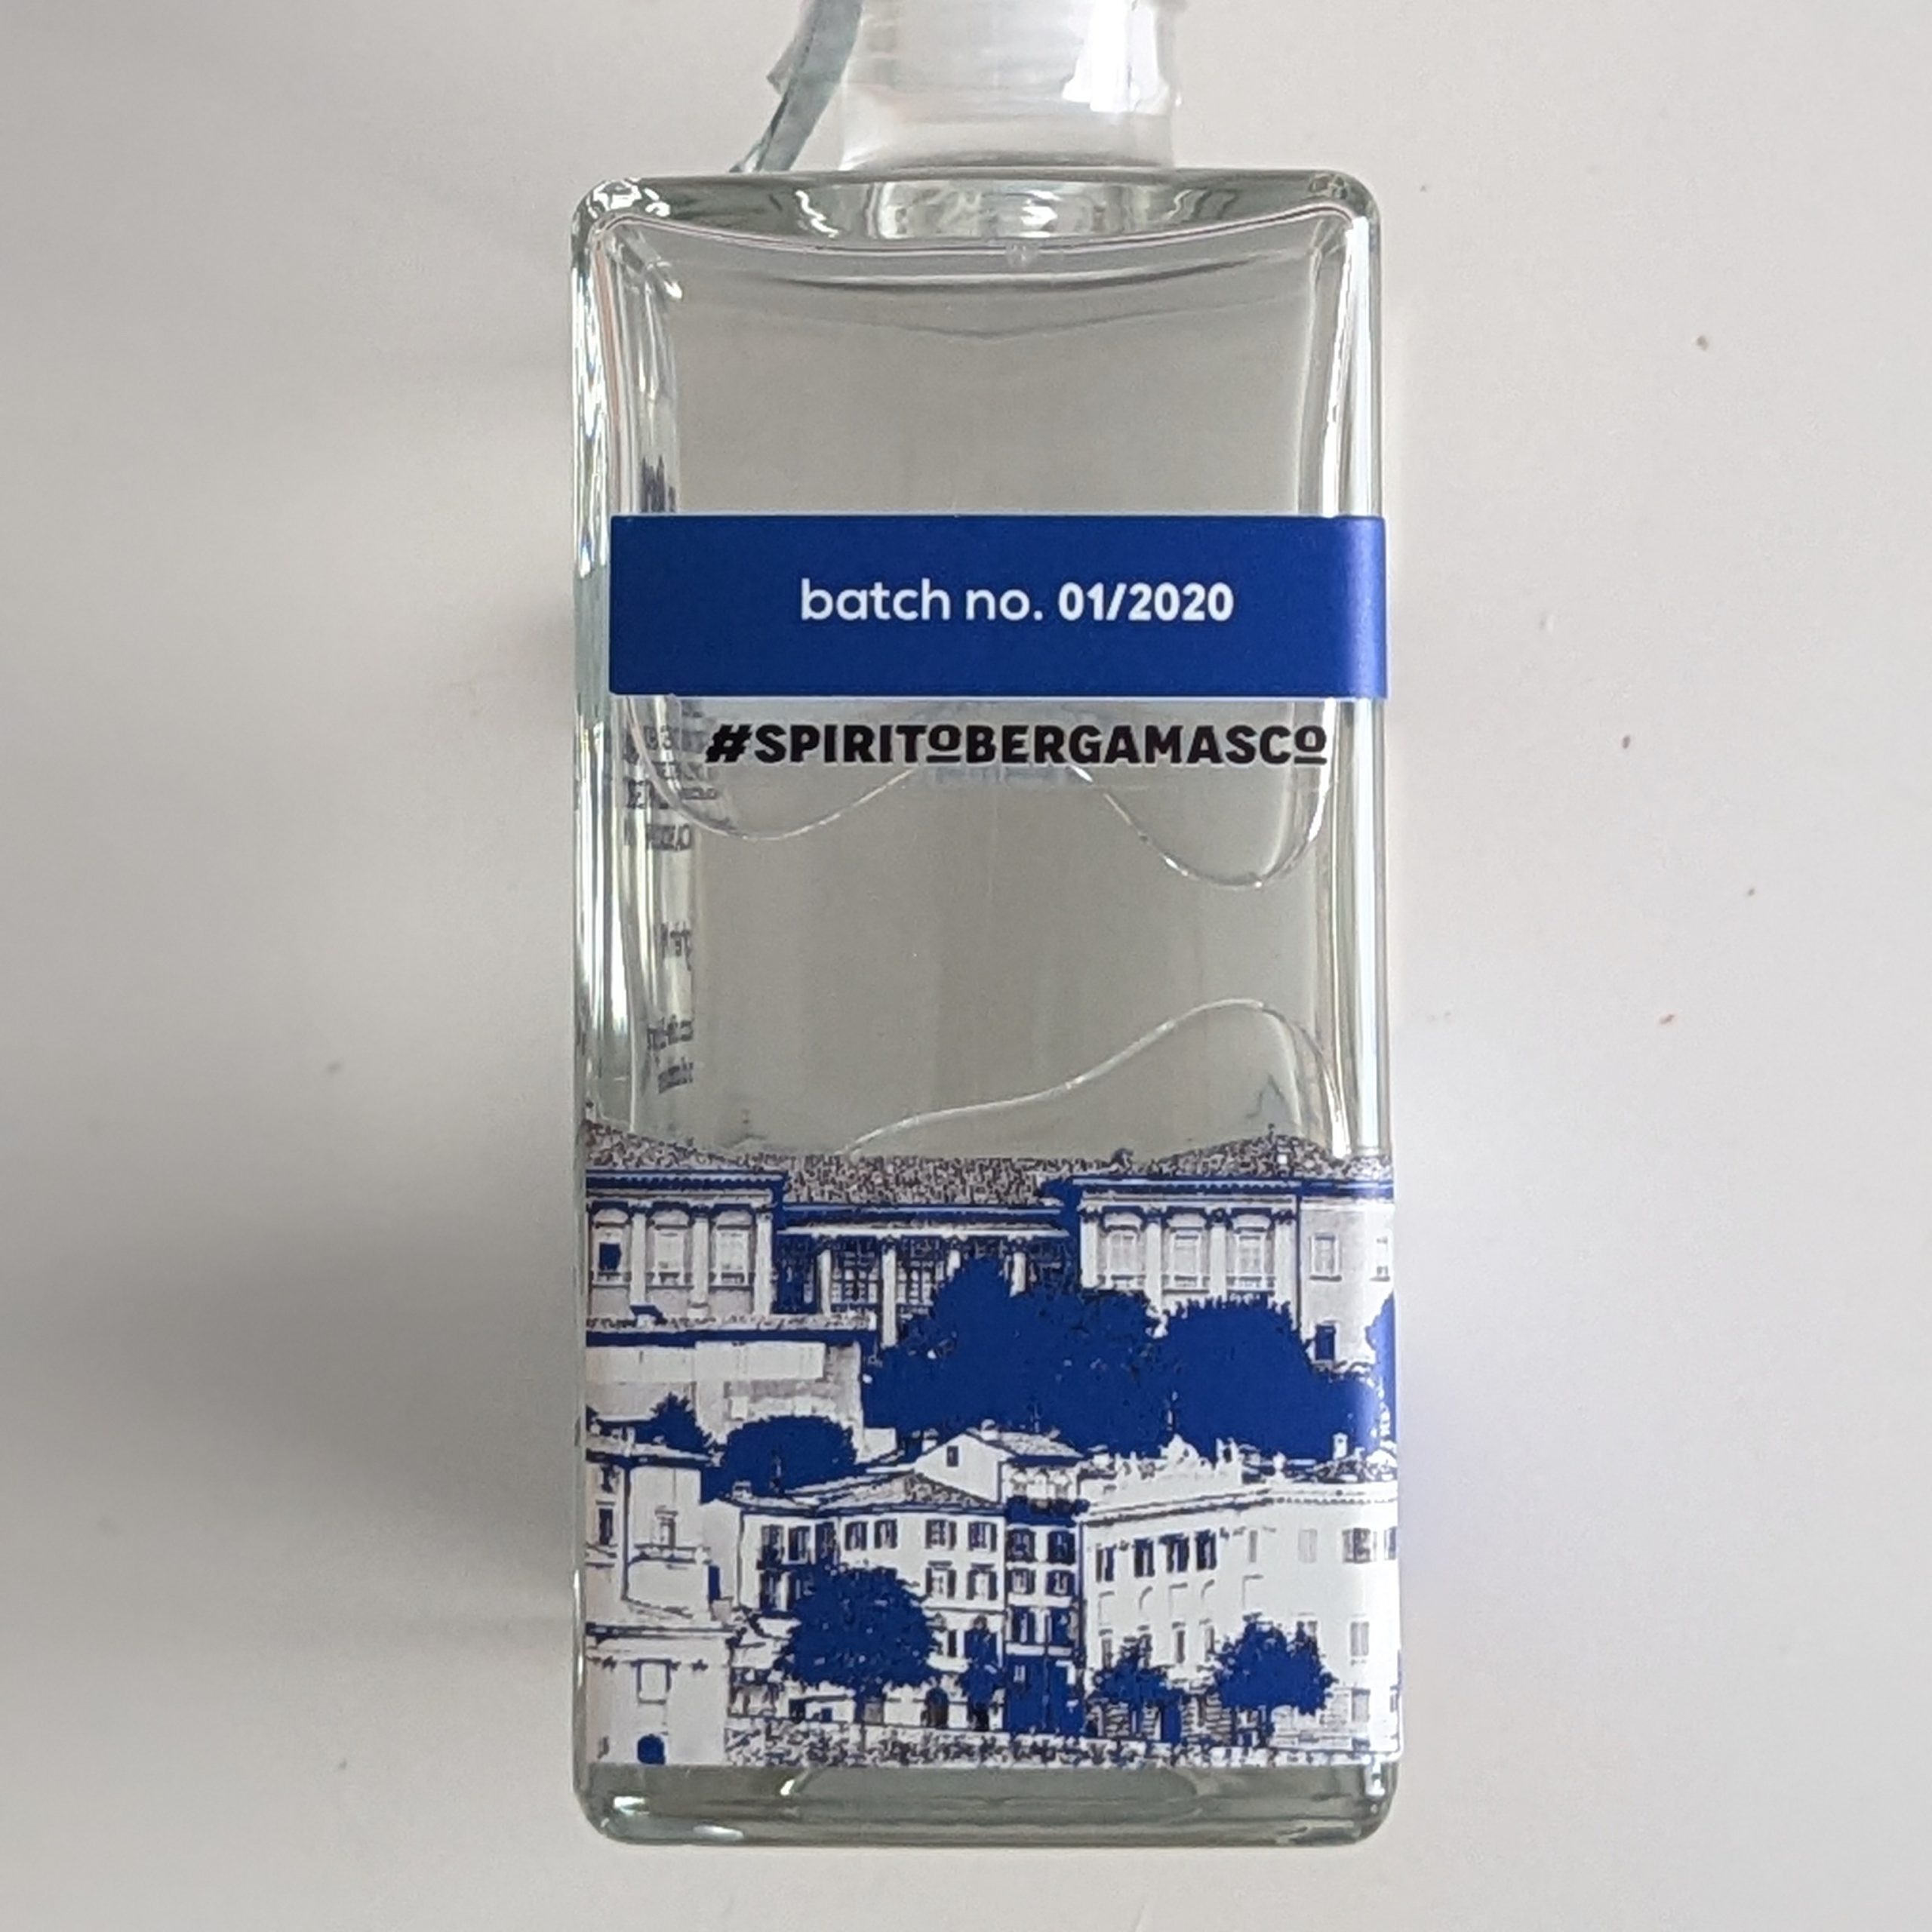 batch no. 01/2020
#SPIRITOBERGAMASCO